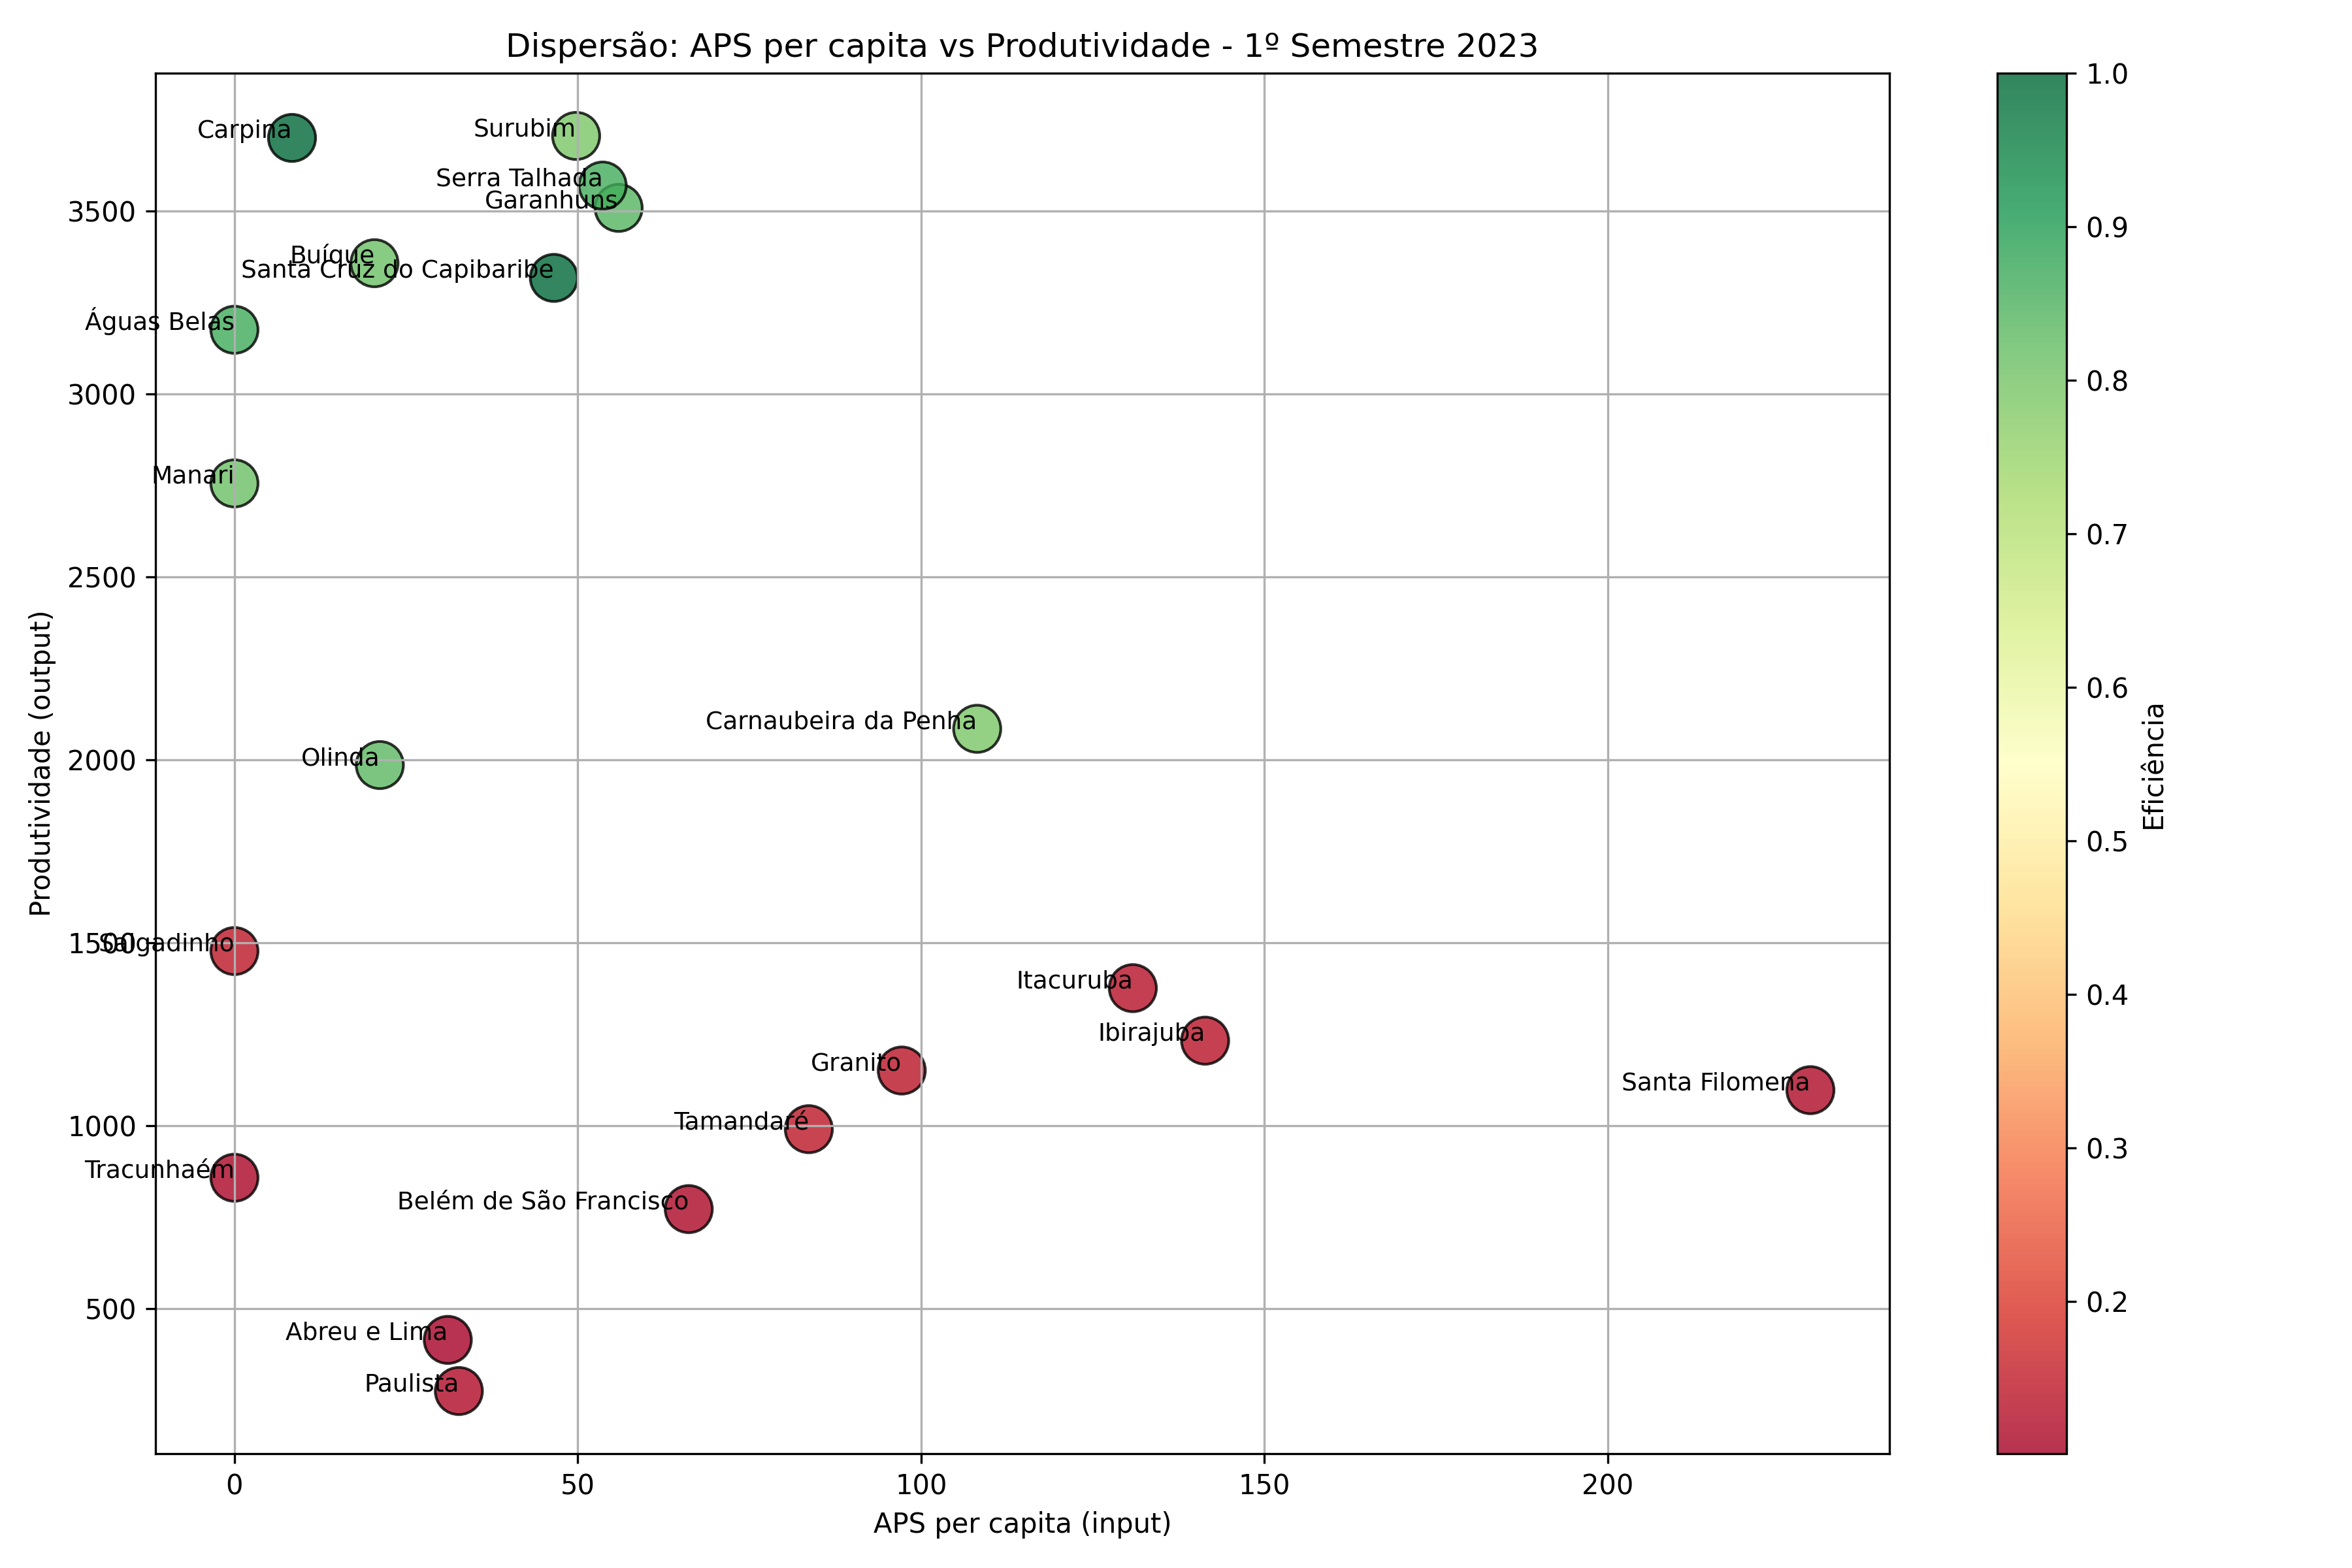 Dispersão: APS per capita vs Produtividade - 1º Semestre 2023
Carpina
Surubim
Serra Talhada
Garanhuns
Buíque
Santa Cruz do Capibaribe
Águas Belas
Manari
Carnaubeira da Penha
Olinda
Salgadinho
Itacuruba
Ibirajuba
Granito
Santa Filomena
Tamandaré
Tracunhaém
Belém de São Francisco
Abreu e Lima
Paulista
Produtividade (output)
3500
3000
2500
2000
1500
1000
500
0
50
100
150
200
APS per capita (input)
1.0
0.9
0.8
0.7
0.6
0.5
0.4
0.3
0.2
Eficiência